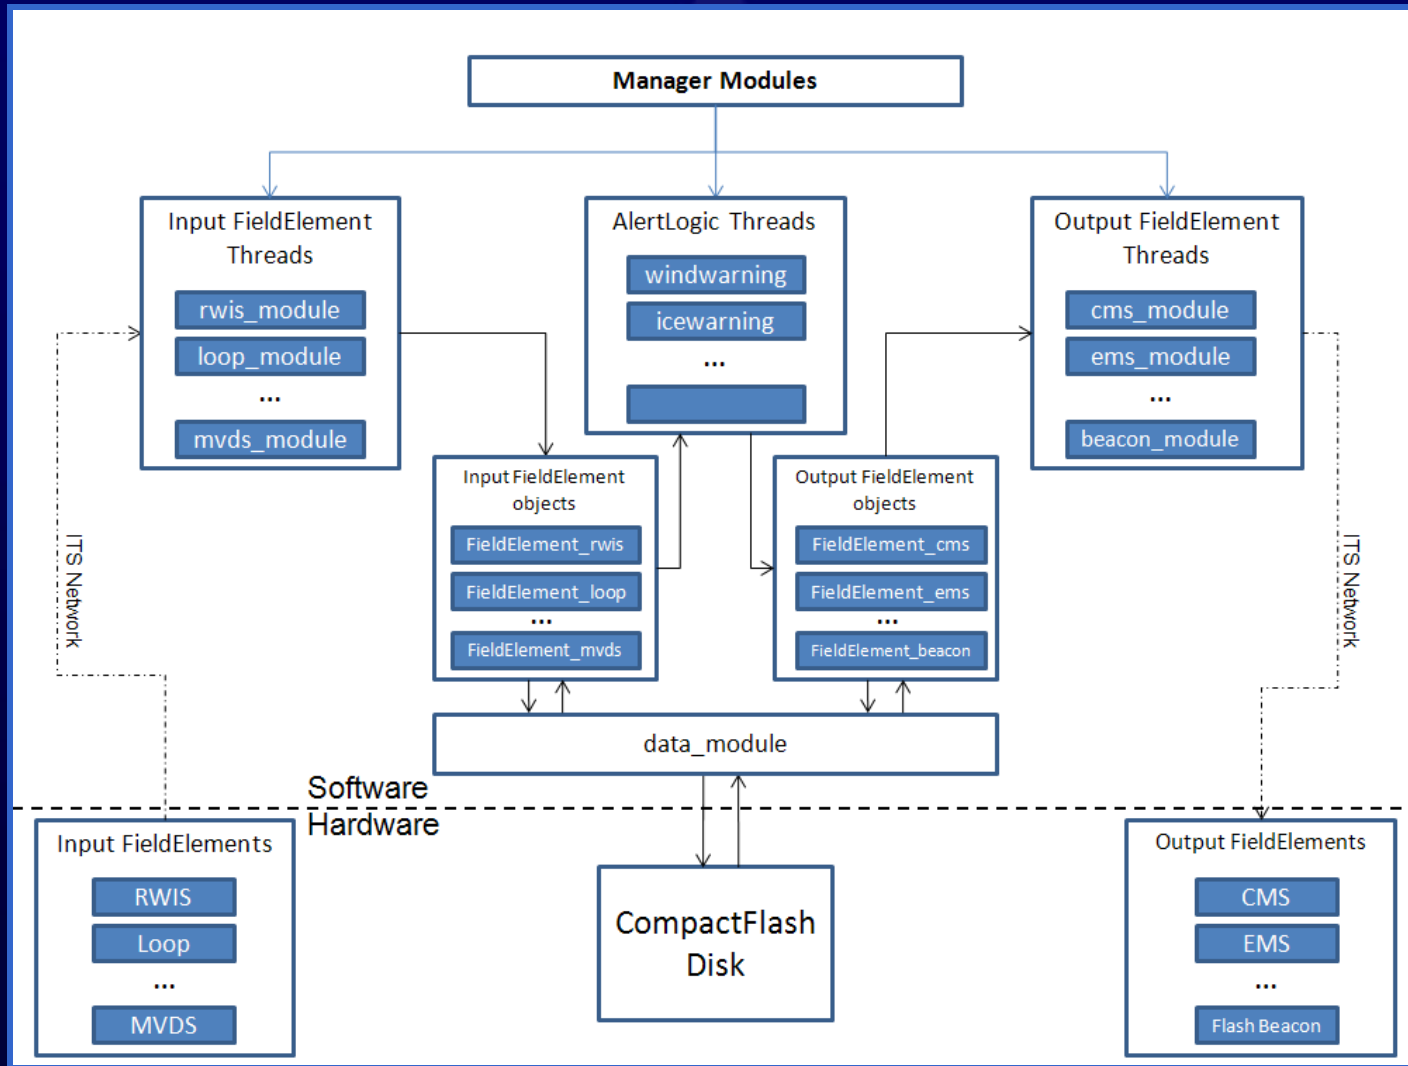 Manager Modules
Input FieldElement
Threads
rwis_module
loop_module
...
mvds_module
AlertLogic Threads
windwarning
icewarning
...
Output FieldElement
Threads
cms_module
ems_module
...
beacon_module
Input FieldElement
objects
FieldElement_rwis
FieldElement_loop
...
FieldElement_mvds
Output FieldElement
objects
FieldElement_cms
FieldElement_ems
...
FieldElement_beacon
ITS Network
ITS Network
data_module
Software
Hardware
Input FieldElements
RWIS
Loop
...
MVDS
CompactFlash
Disk
Output FieldElements
CMS
EMS
...
Flash Beacon